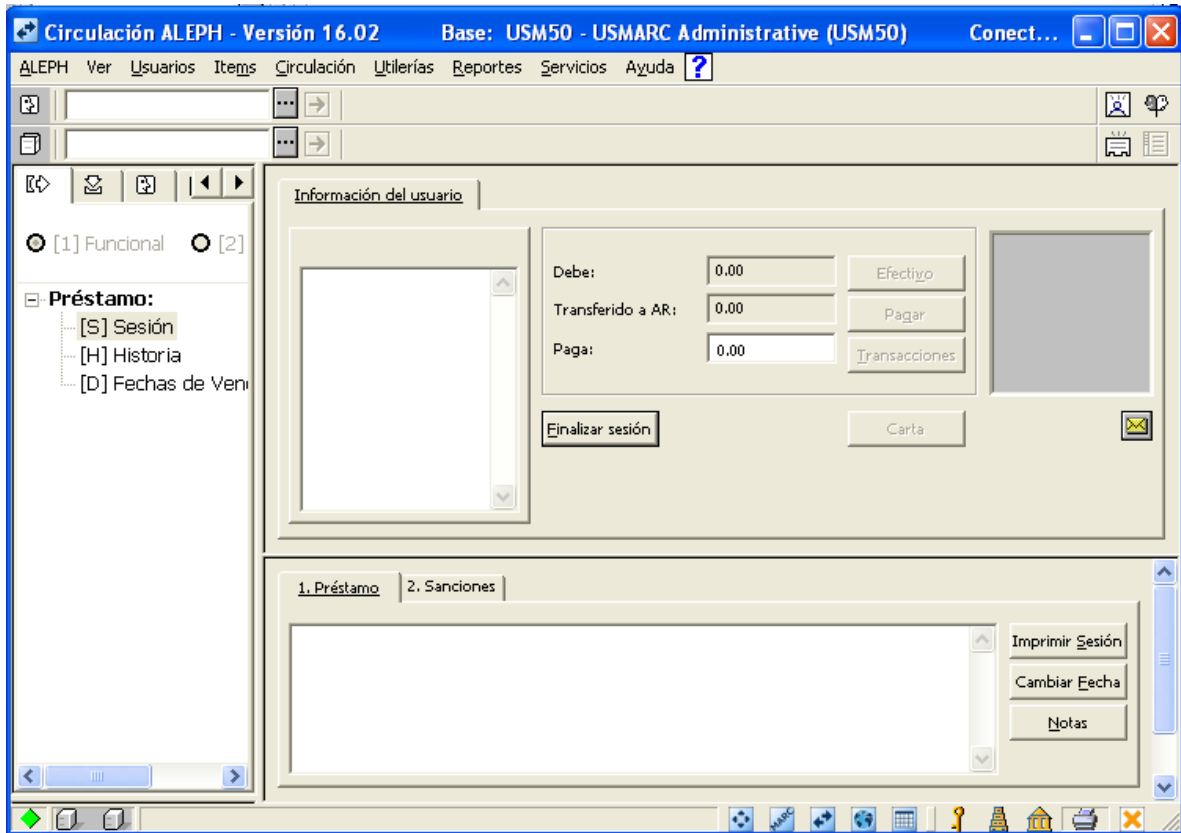 Circulación ALEPH - Versión 16.02 Base: USM50 - USMARC Administrative (USM50) Conect...
ALEPH Ver Usuarios Items Circulación Utilerías Reportes Servicios Ayuda ?
Información del usuario
[1] Funcional [2]
Préstamo:
[S] Sesión
[H] Historia
[D] Fechas de Ven
Debe: 0.00 Efectivo
Transferido a AR: 0.00 Pagar
Paga: 0.00 Transacciones
Finalizar sesión Carta
1. Préstamo 2. Sanciones
Imprimir Sesión
Cambiar Fecha
Notas
MARC